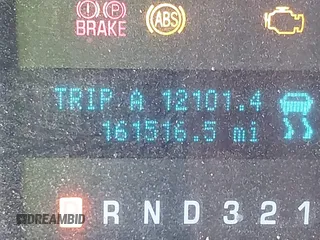 (!) (P)
BRAKE
(ABS)
TRIP A 12101.4
161516.5 mi
P R N D 3 2 1
DREAMBID